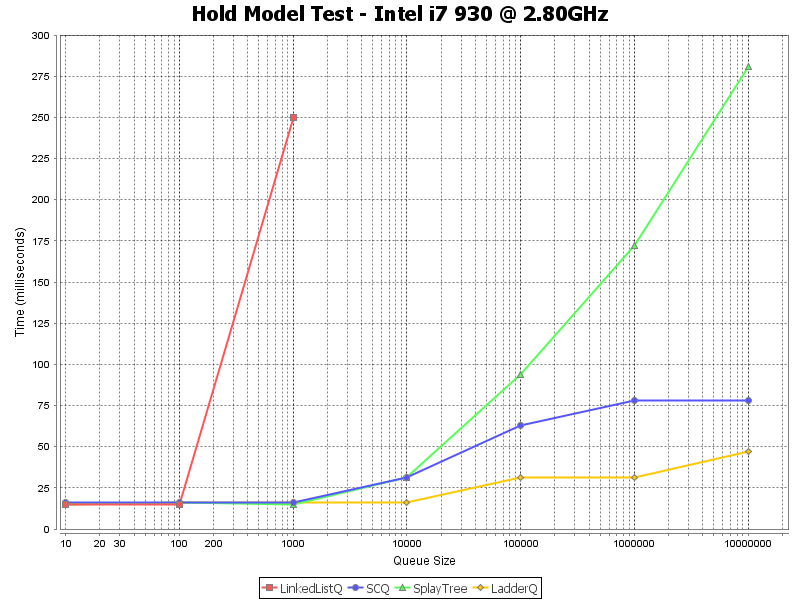 Hold Model Test - Intel i7 930 @ 2.80GHz
300
275
250
225
200
175
150
125
100
75
50
25
0
Time (milliseconds)
10 20 30 100 200 1000 10000 100000 1000000 10000000
Queue Size
LinkedListQ SCQ SplayTree LadderQ